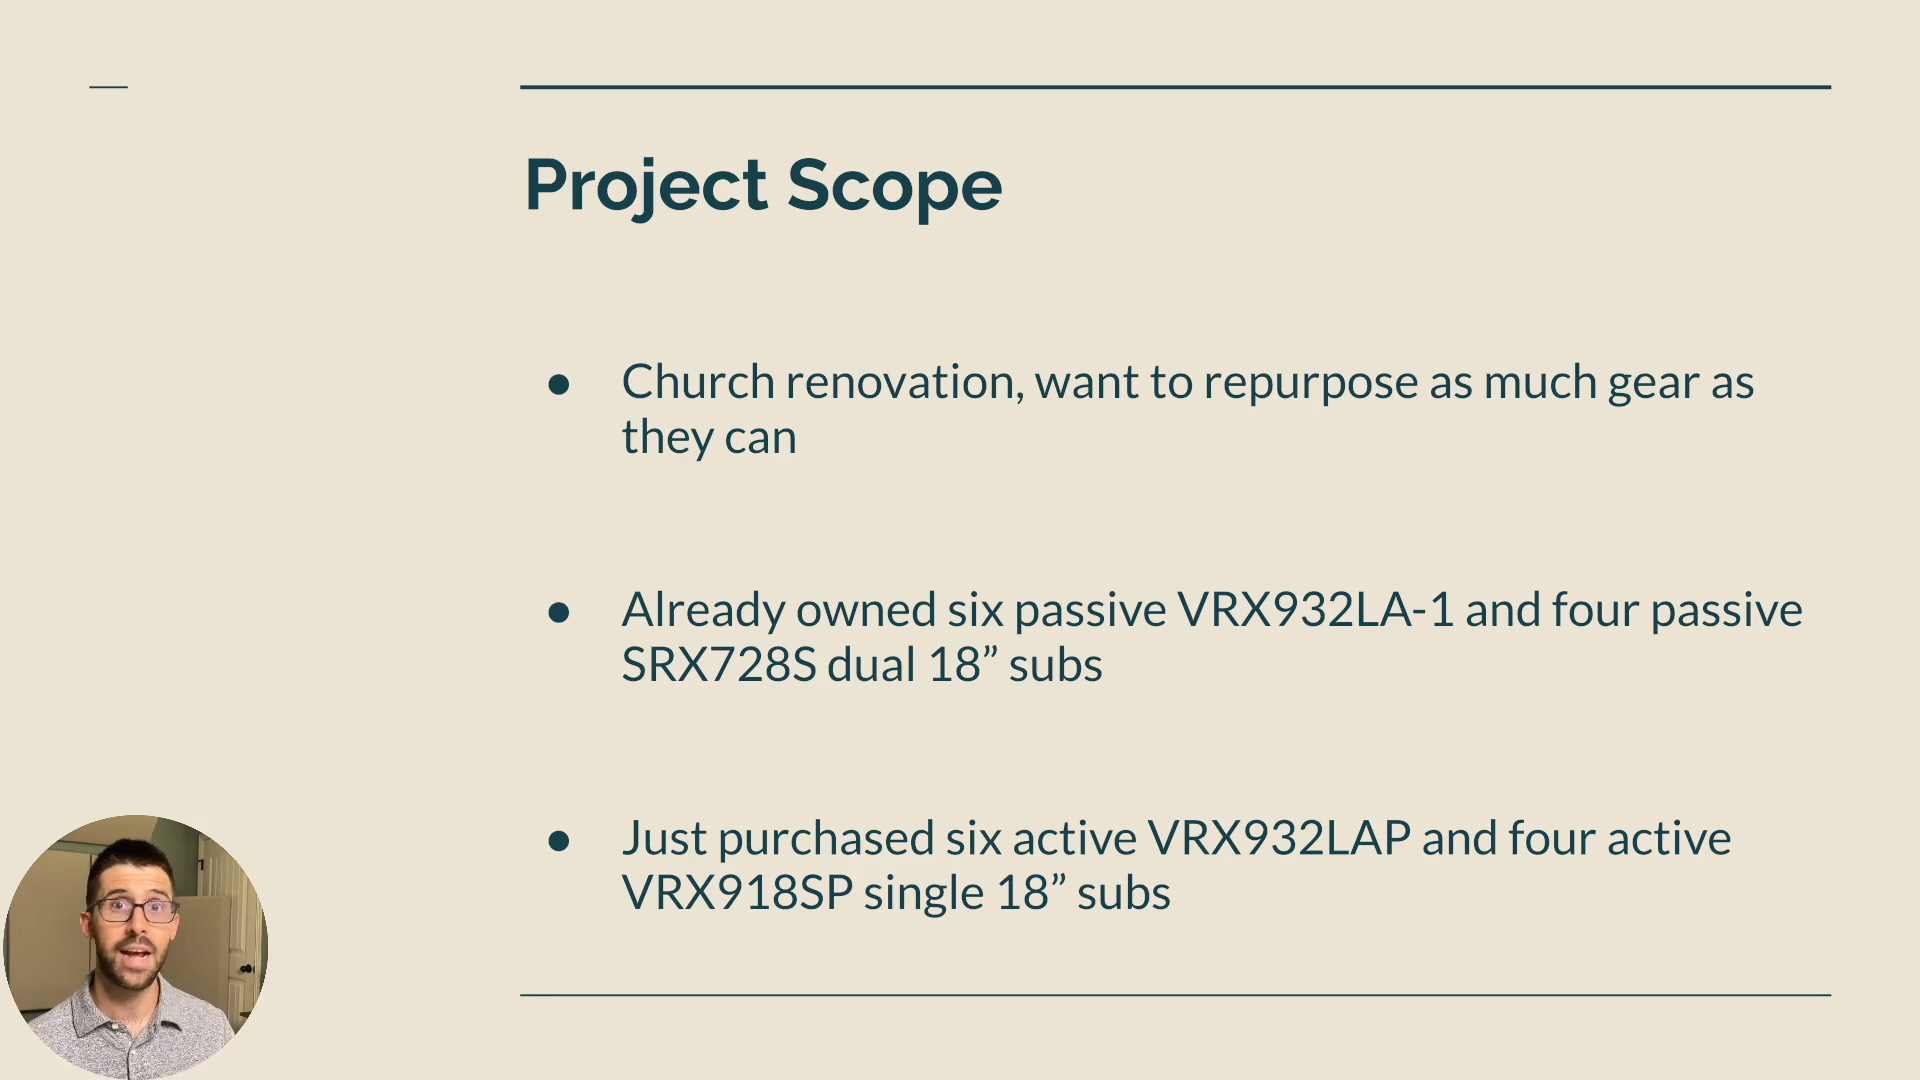 Project Scope
● Church renovation, want to repurpose as much gear as
they can
● Already owned six passive VRX932LA-1 and four passive
SRX728S dual 18” subs
● Just purchased six active VRX932LAP and four active
VRX918SP single 18” subs